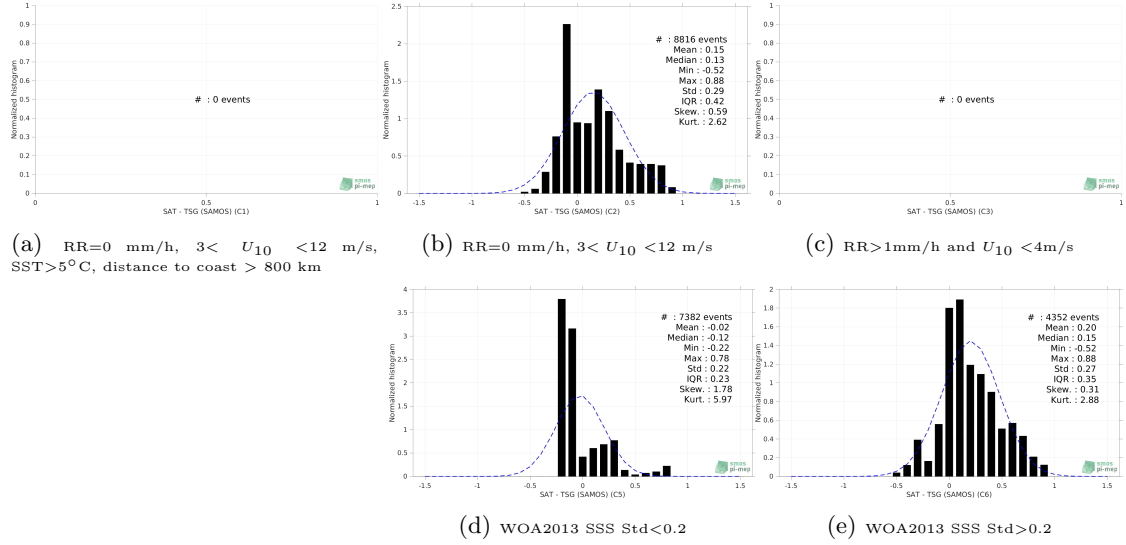 Normalized histogram
1
0.9
0.8
0.7
0.6
0.5
0.4
0.3
0.2
0.1
0
# : 0 events
smos
pi-mep
0 0.5 1
SAT - TSG (SAMOS) (C1)
(a) RR=0 mm/h, 3< U10 <12 m/s,
SST>5°C, distance to coast > 800 km
Normalized histogram
2.5
2
1.5
1
0.5
0
# : 8816 events
Mean : 0.15
Median : 0.13
Min : -0.52
Max : 0.88
Std : 0.29
IQR : 0.42
Skew. : 0.59
Kurt. : 2.62
smos
pi-mep
-1.5 -1 -0.5 0 0.5 1 1.5
SAT - TSG (SAMOS) (C2)
(b) RR=0 mm/h, 3< U10 <12 m/s
Normalized histogram
1
0.9
0.8
0.7
0.6
0.5
0.4
0.3
0.2
0.1
0
# : 0 events
smos
pi-mep
0 0.5 1
SAT - TSG (SAMOS) (C3)
(c) RR>1mm/h and U10 <4m/s
Normalized histogram
4
3.5
3
2.5
2
1.5
1
0.5
0
# : 7382 events
Mean : -0.02
Median : -0.12
Min : -0.22
Max : 0.78
Std : 0.22
IQR : 0.23
Skew. : 1.78
Kurt. : 5.97
smos
pi-mep
-1.5 -1 -0.5 0 0.5 1 1.5
SAT - TSG (SAMOS) (C5)
(d) WOA2013 SSS Std<0.2
Normalized histogram
2
1.8
1.6
1.4
1.2
1
0.8
0.6
0.4
0.2
0
# : 4352 events
Mean : 0.20
Median : 0.15
Min : -0.52
Max : 0.88
Std : 0.27
IQR : 0.35
Skew. : 0.31
Kurt. : 2.88
smos
pi-mep
-1.5 -1 -0.5 0 0.5 1 1.5
SAT - TSG (SAMOS) (C6)
(e) WOA2013 SSS Std>0.2